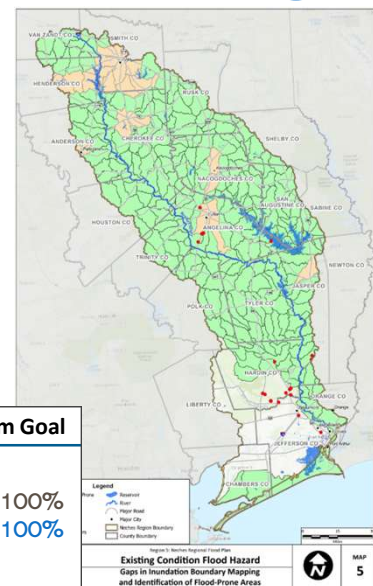 VAN ZANDT CO
SMITH CO
HENDERSON CO
RUSK CO
ANDERSON CO
CHEROKEE CO
SHELBY CO
NACOGDOCHES CO
SAN
AUGUSTINE CO
SABINE CO
HOUSTON CO
ANGELINA CO
TRINITY CO
NEWTON CO
JASPER CO
POLK CO
TYLER CO
HARDIN CO
LIBERTY CO
ORANGE CO
JEFFERSON CO
CHAMBERS CO
m Goal
100%
100%
Legend
Prone
Reservoir
River
Major Road
Major City
Neches Region Boundary
County Boundary
Region 5: Neches Regional Flood Plan
Existing Condition Flood Hazard
Gaps in Inundation Boundary Mapping
and Identification of Flood-Prone Areas
N
MAP
5